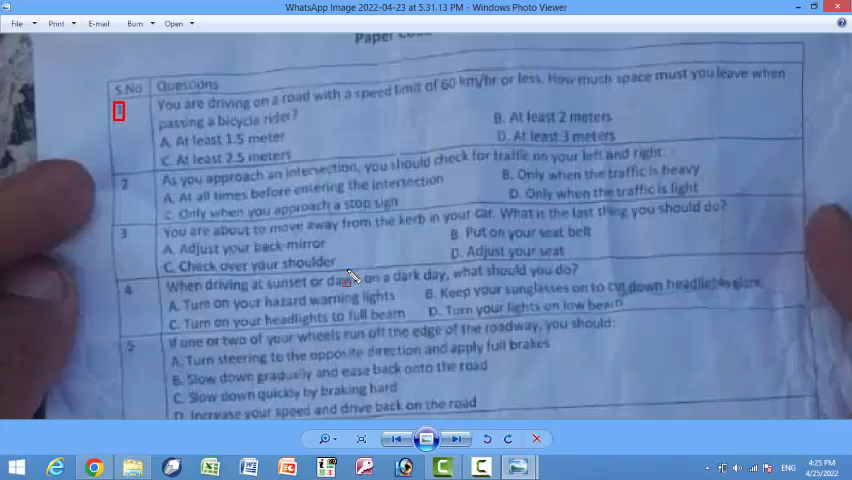 WhatsApp Image 2022-04-23 at 5.31.13 PM - Windows Photo Viewer
File Print E-mail Burn Open
Paper
S.No Questions
1 You are driving on a road with a speed limit of 60 km/hr or less. How much space must you leave when
passing a bicycle rider?
A. At least 1.5 meter B. At least 2 meters
C. At least 2.5 meters D. At least 3 meters
2 As you approach an intersection, you should check for traffic on your left and right:
A. At all times before entering the intersection B. Only when the traffic is heavy
C. Only when you approach a stop sign D. Only when the traffic is light
3 You are about to move away from the kerb in your car. What is the last thing you should do?
A. Adjust your back-mirror B. Put on your seat belt
C. Check over your shoulder D. Adjust your seat
4 When driving at sunset or on a dark day, what should you do?
A. Turn on your hazard warning lights B. Keep your sunglasses on to cut down headlights glare
C. Turn on your headlights to full beam D. Turn your lights on low beam
5 If one or two of your wheels run off the edge of the roadway, you should:
A. Turn steering to the opposite direction and apply full brakes
B. Slow down gradually and ease back onto the road
C. Slow down quickly by braking hard
D. Increase your speed and drive back on the road
ENG
4:25 PM
4/25/2022